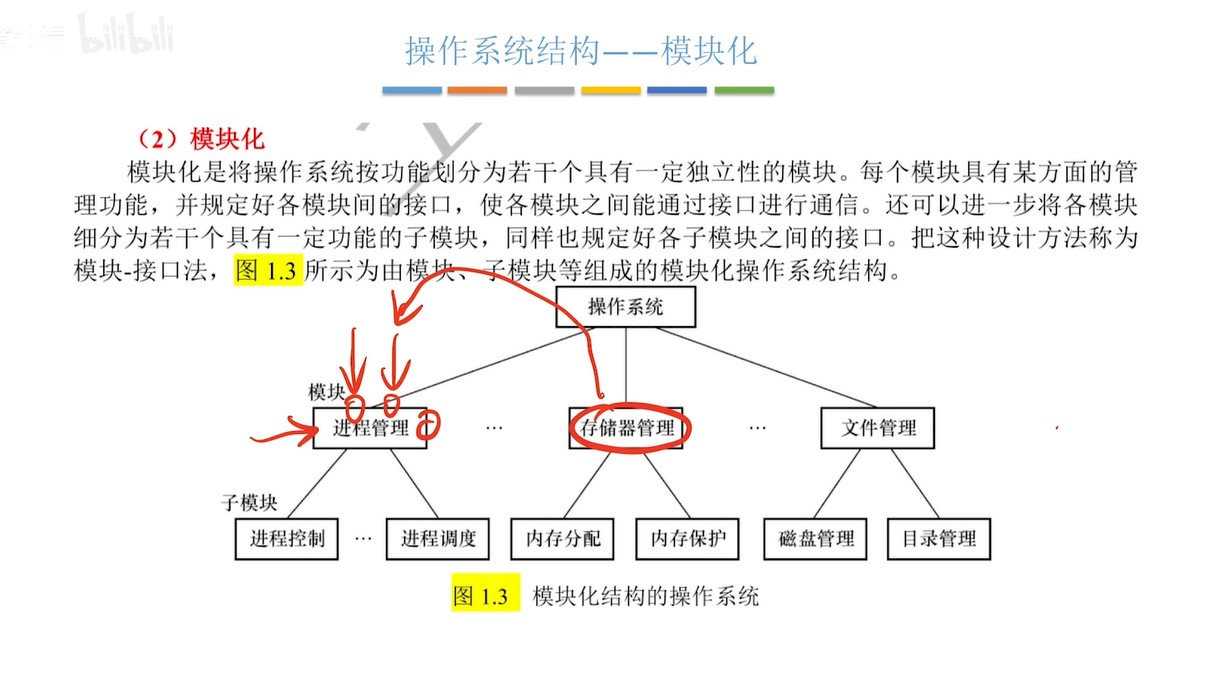 bilibili
操作系统结构——模块化
（2）模块化
模块化是将操作系统按功能划分为若干个具有一定独立性的模块。每个模块具有某方面的管
理功能，并规定好各模块间的接口，使各模块之间能通过接口进行通信。还可以进一步将各模块
细分为若干个具有一定功能的子模块，同样也规定好各子模块之间的接口。把这种设计方法称为
模块-接口法，图 1.3 所示为由模块、子模块等组成的模块化操作系统结构。
操作系统
模块
进程管理 … 存储器管理 … 文件管理
子模块
进程控制 … 进程调度 内存分配 内存保护 磁盘管理 目录管理
图 1.3 模块化结构的操作系统